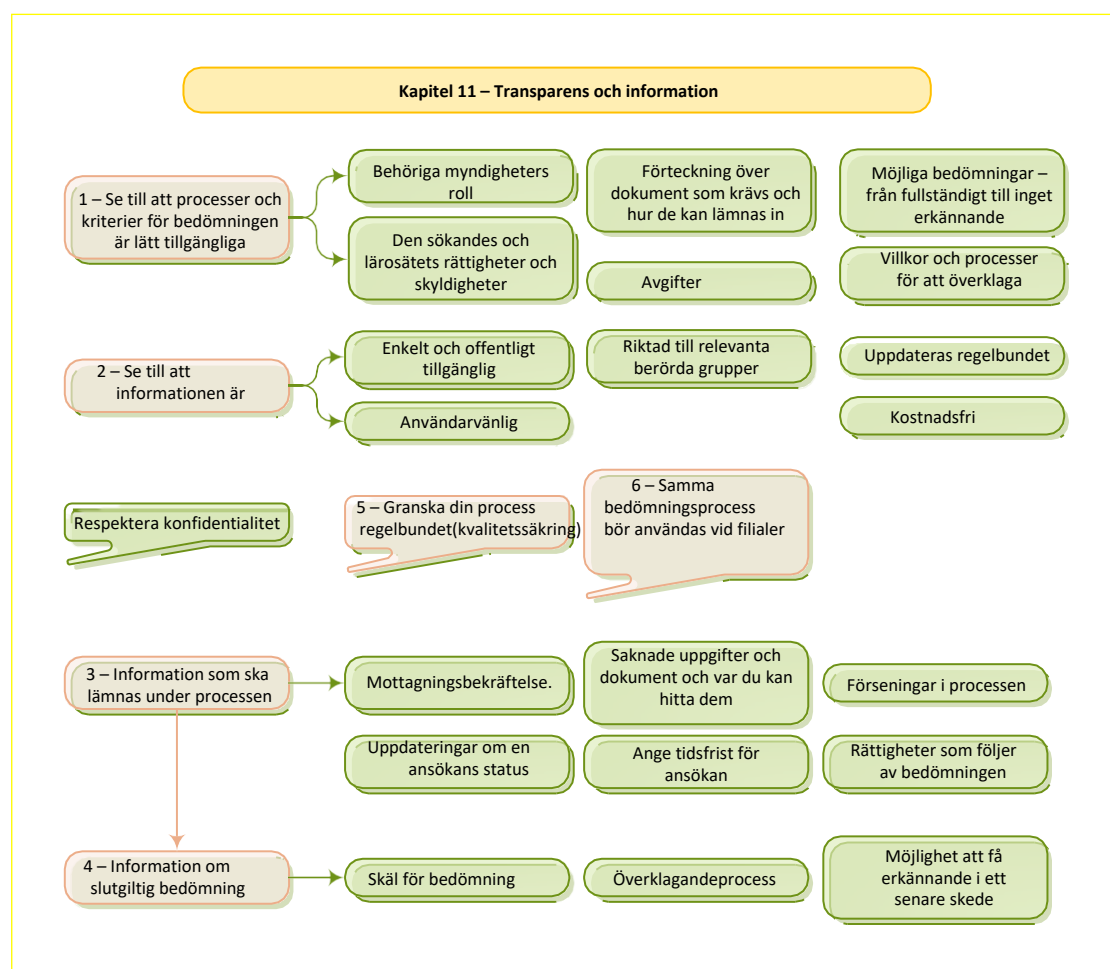 Kapitel 11 – Transparens och information
1 – Se till att processer och
kriterier för bedömningen
är lätt tillgängliga
Behöriga myndigheters
roll
Den sökandes och
lärosätets rättigheter och
skyldigheter
Förteckning över
dokument som krävs och
hur de kan lämnas in
Avgifter
Möjliga bedömningar –
från fullständigt till inget
erkännande
Villkor och processer
för att överklaga
2 – Se till att
informationen är
Enkelt och offentligt
tillgänglig
Användarvänlig
Riktad till relevanta
berörda grupper
Uppdateras regelbundet
Kostnadsfri
Respektera konfidentialitet
5 – Granska din process
regelbundet(kvalitetssäkring)
6 – Samma
bedömningsprocess
bör användas vid filialer
3 – Information som ska
lämnas under processen
Mottagningsbekräftelse.
Saknade uppgifter och
dokument och var du kan
hitta dem
Förseningar i processen
Uppdateringar om en
ansökans status
Ange tidsfrist för
ansökan
Rättigheter som följer
av bedömningen
4 – Information om
slutgiltig bedömning
Skäl för bedömning
Överklagandeprocess
Möjlighet att få
erkännande i ett
senare skede